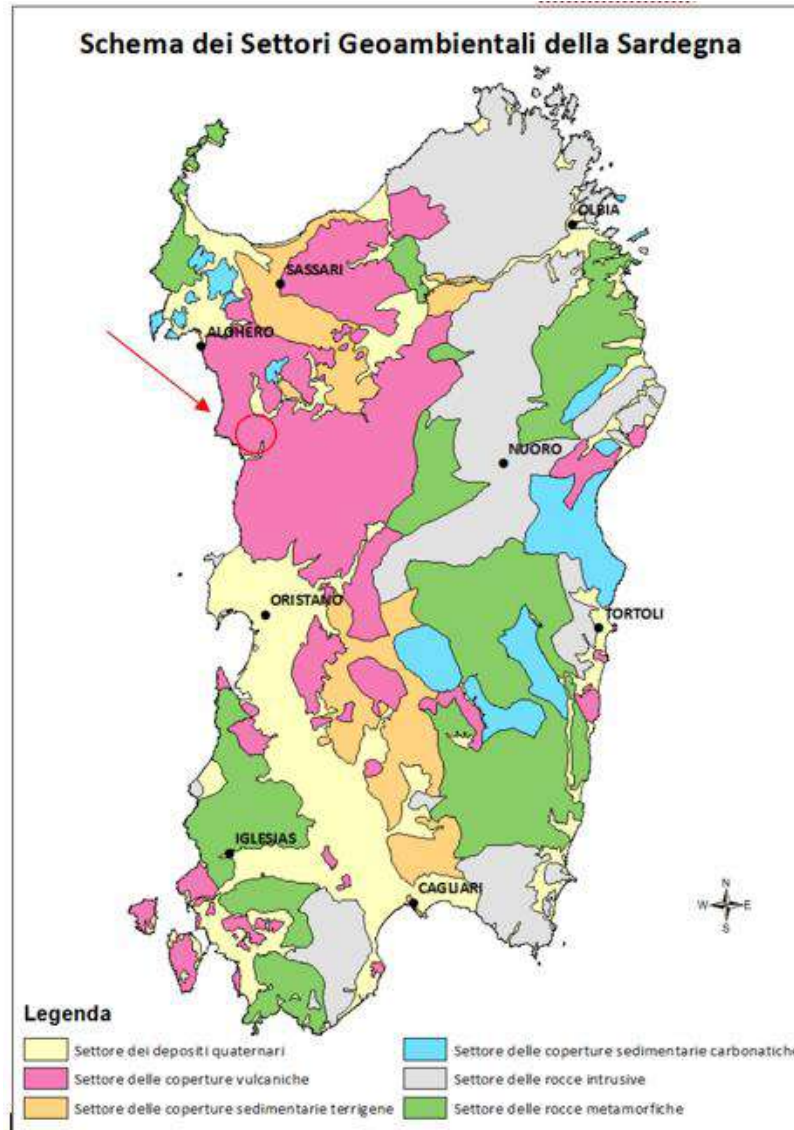 Schema dei Settori Geoambientali della Sardegna
OLBIA
SASSARI
ALGHERO
NUORO
ORISTANO
TORTOLI
IGLESIAS
CAGLIARI
N
W E
S
Legenda
Settore dei depositi quaternari
Settore delle coperture vulcaniche
Settore delle coperture sedimentarie terrigene
Settore delle coperture sedimentarie carbonatiche
Settore delle rocce intrusive
Settore delle rocce metamorfiche